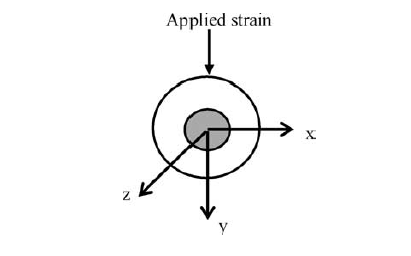 Applied strain
x
z
y